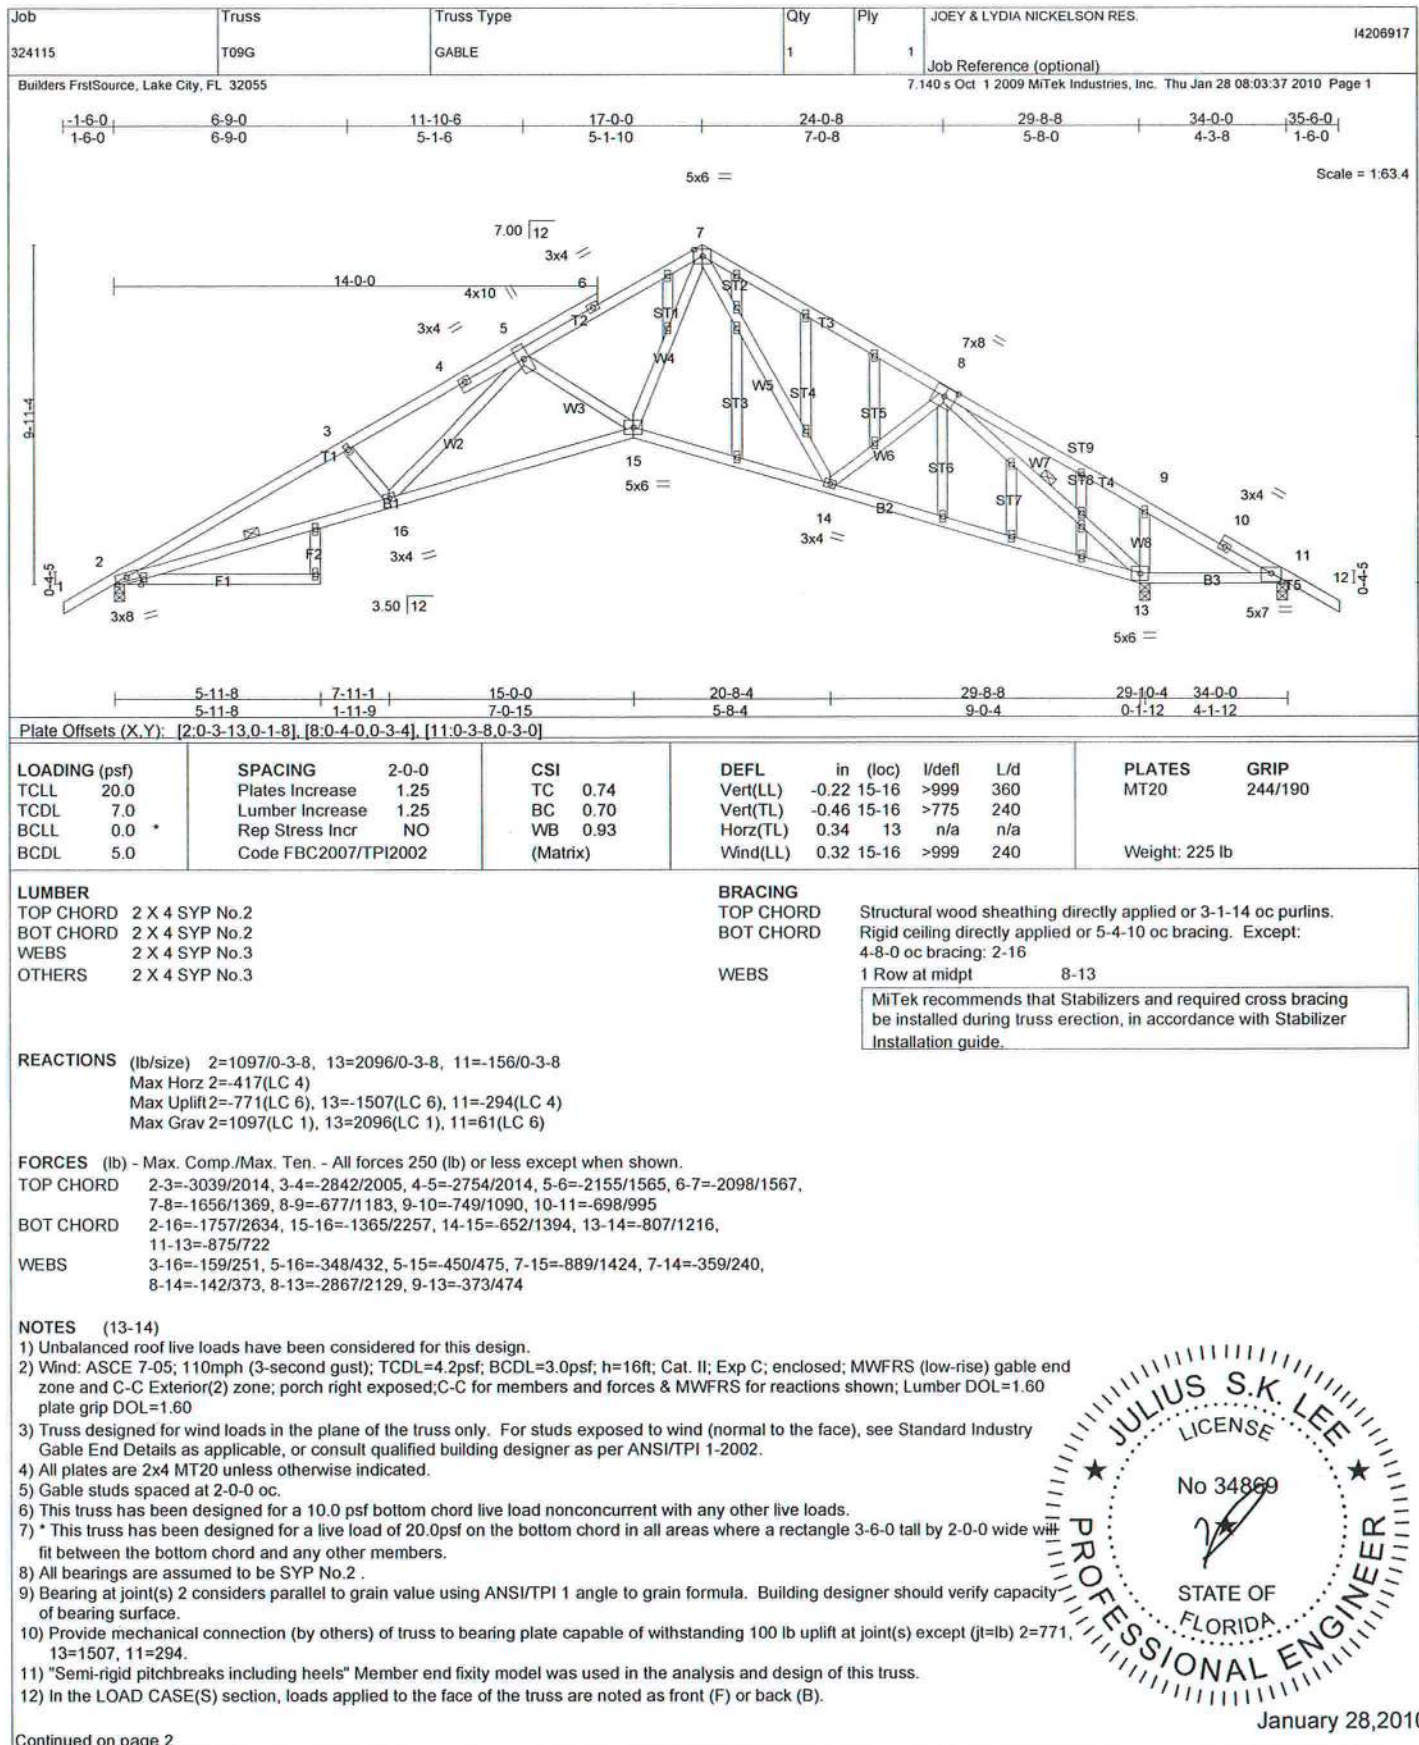 Job Truss Truss Type Qty Ply JOEY & LYDIA NICKELSON RES.
I4206917
324115 T09G GABLE 1 1
Job Reference (optional)
Builders FrstSource, Lake City, FL 32055 7.140 s Oct 1 2009 MiTek Industries, Inc. Thu Jan 28 08:03:37 2010 Page 1
-1-6-0 6-9-0 11-10-6 17-0-0 24-0-8 29-8-8 34-0-0 35-6-0
1-6-0 6-9-0 5-1-6 5-1-10 7-0-8 5-8-0 4-3-8 1-6-0
Scale = 1:63.4
5x6 =
7.00 12
7
3x4
14-0-0
6
4x10
ST2
T2
ST1
T3
3x4
5
7x8
4
W4
8
W5
ST4
W3
ST3
ST5
9-11-4
3
T1
W2
W6
ST9
15
ST6
W7
ST8 T4
9
5x6 =
ST7
3x4
B1
14
B2
10
16
3x4 =
W8
11
2
F2
3x4 =
0-4-5
1
F1
B3
T5
12
0-4-5
3.50 12
13
3x8 =
5x7 =
5x6 =
5-11-8 7-11-1 15-0-0 20-8-4 29-8-8 29-10-4 34-0-0
5-11-8 1-11-9 7-0-15 5-8-4 9-0-4 0-1-12 4-1-12
Plate Offsets (X,Y): [2:0-3-13,0-1-8], [8:0-4-0,0-3-4], [11:0-3-8,0-3-0]
LOADING (psf) SPACING 2-0-0 CSI DEFL in (loc) l/defl L/d PLATES GRIP
TCLL 20.0 Plates Increase 1.25 TC 0.74 Vert(LL) -0.22 15-16 >999 360 MT20 244/190
TCDL 7.0 Lumber Increase 1.25 BC 0.70 Vert(TL) -0.46 15-16 >775 240
BCLL 0.0 * Rep Stress Incr NO WB 0.93 Horz(TL) 0.34 13 n/a n/a
BCDL 5.0 Code FBC2007/TPI2002 (Matrix) Wind(LL) 0.32 15-16 >999 240 Weight: 225 lb
LUMBER BRACING
TOP CHORD 2 X 4 SYP No.2 TOP CHORD Structural wood sheathing directly applied or 3-1-14 oc purlins.
BOT CHORD 2 X 4 SYP No.2 BOT CHORD Rigid ceiling directly applied or 5-4-10 oc bracing. Except:
WEBS 2 X 4 SYP No.3 4-8-0 oc bracing: 2-16
OTHERS 2 X 4 SYP No.3 WEBS 1 Row at midpt 8-13
MiTek recommends that Stabilizers and required cross bracing
be installed during truss erection, in accordance with Stabilizer
Installation guide.
REACTIONS (lb/size) 2=1097/0-3-8, 13=2096/0-3-8, 11=-156/0-3-8
Max Horz 2=-417(LC 4)
Max Uplift2=-771(LC 6), 13=-1507(LC 6), 11=-294(LC 4)
Max Grav 2=1097(LC 1), 13=2096(LC 1), 11=61(LC 6)
FORCES (lb) - Max. Comp./Max. Ten. - All forces 250 (lb) or less except when shown.
TOP CHORD 2-3=-3039/2014, 3-4=-2842/2005, 4-5=-2754/2014, 5-6=-2155/1565, 6-7=-2098/1567,
7-8=-1656/1369, 8-9=-677/1183, 9-10=-749/1090, 10-11=-698/995
BOT CHORD 2-16=-1757/2634, 15-16=-1365/2257, 14-15=-652/1394, 13-14=-807/1216,
11-13=-875/722
WEBS 3-16=-159/251, 5-16=-348/432, 5-15=-450/475, 7-15=-889/1424, 7-14=-359/240,
8-14=-142/373, 8-13=-2867/2129, 9-13=-373/474
NOTES (13-14)
1) Unbalanced roof live loads have been considered for this design.
2) Wind: ASCE 7-05; 110mph (3-second gust); TCDL=4.2psf; BCDL=3.0psf; h=16ft; Cat. II; Exp C; enclosed; MWFRS (low-rise) gable end
zone and C-C Exterior(2) zone; porch right exposed;C-C for members and forces & MWFRS for reactions shown; Lumber DOL=1.60
plate grip DOL=1.60
3) Truss designed for wind loads in the plane of the truss only. For studs exposed to wind (normal to the face), see Standard Industry
Gable End Details as applicable, or consult qualified building designer as per ANSI/TPI 1-2002.
4) All plates are 2x4 MT20 unless otherwise indicated.
5) Gable studs spaced at 2-0-0 oc.
6) This truss has been designed for a 10.0 psf bottom chord live load nonconcurrent with any other live loads.
7) * This truss has been designed for a live load of 20.0psf on the bottom chord in all areas where a rectangle 3-6-0 tall by 2-0-0 wide will
fit between the bottom chord and any other members.
8) All bearings are assumed to be SYP No.2 .
9) Bearing at joint(s) 2 considers parallel to grain value using ANSI/TPI 1 angle to grain formula. Building designer should verify capacity
of bearing surface.
10) Provide mechanical connection (by others) of truss to bearing plate capable of withstanding 100 lb uplift at joint(s) except (jt=lb) 2=771,
13=1507, 11=294.
11) "Semi-rigid pitchbreaks including heels" Member end fixity model was used in the analysis and design of this truss.
12) In the LOAD CASE(S) section, loads applied to the face of the truss are noted as front (F) or back (B).
JULIUS S.K. LEE
LICENSE
No 34869
STATE OF
FLORIDA
PROFESSIONAL ENGINEER
January 28,2010
Continued on page 2